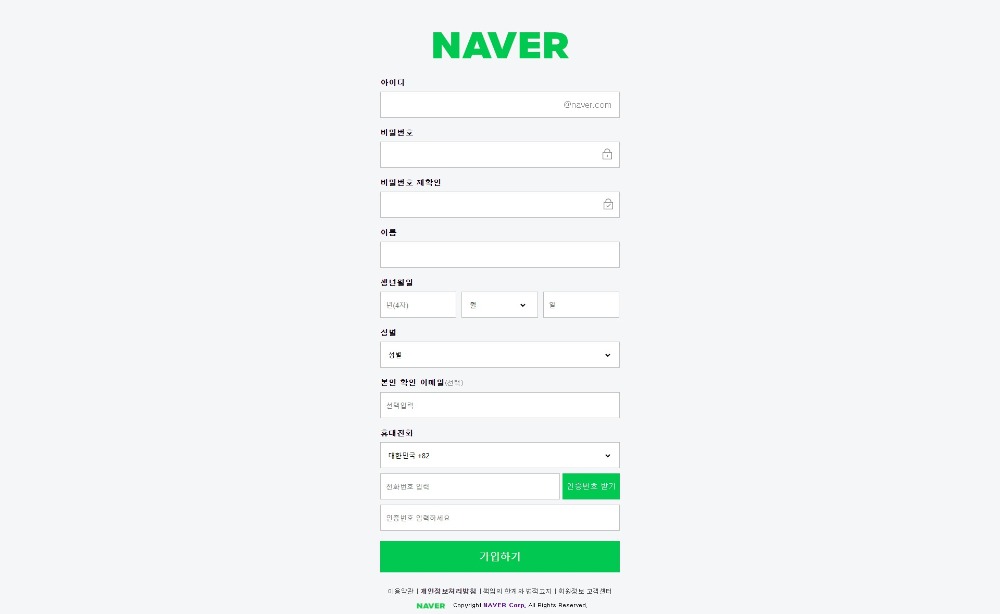 NAVER
아이디
@naver.com
비밀번호
비밀번호 재확인
이름
생년월일
년(4자) 월 일
성별
성별
본인 확인 이메일(선택)
선택입력
휴대전화
대한민국 +82
전화번호 입력 인증번호 받기
인증번호 입력하세요
가입하기
이용약관 | 개인정보처리방침 | 책임의 한계와 법적고지 | 회원정보 고객센터
NAVER Copyright NAVER Corp. All Rights Reserved.